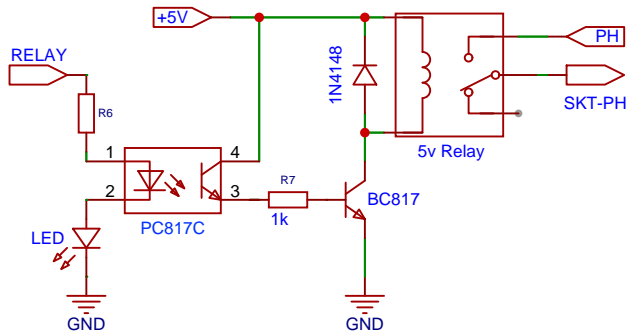 +5V
PH
RELAY
1N4148
R6
SKT-PH
1
4
5v Relay
R7
2
3
BC817
1k
LED
PC817C
GND
GND